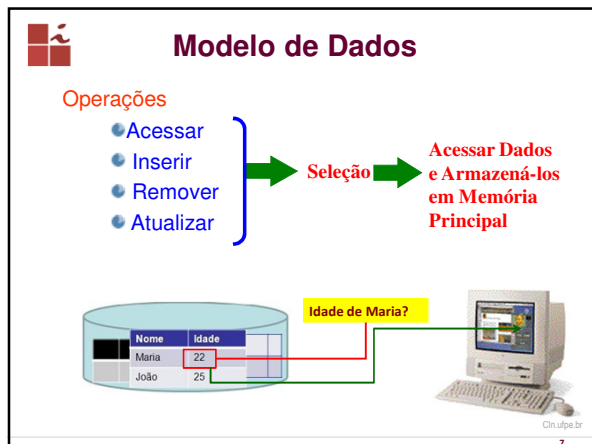 Modelo de Dados
Operações
Acessar
Inserir
Remover
Atualizar
Seleção
Acessar Dados
e Armazená-los
em Memória
Principal
Idade de Maria?
Nome Idade
Maria 22
João 25
CIn.ufpe.br
7